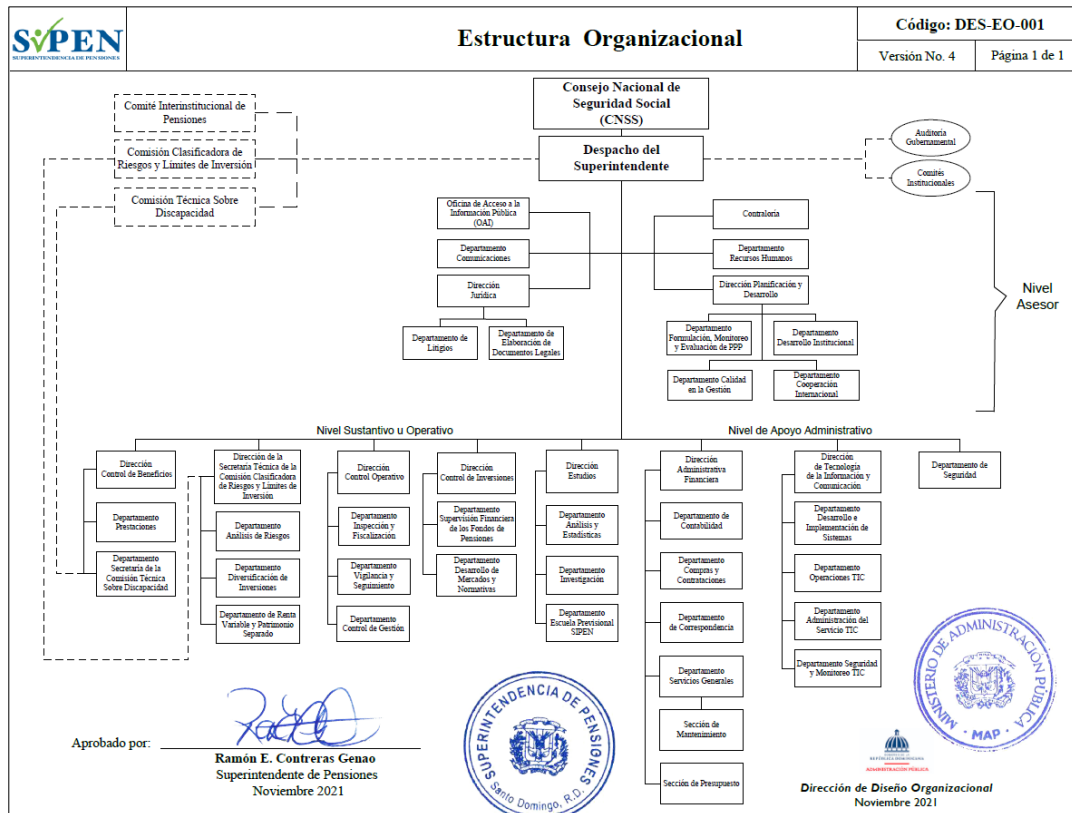 SIPEN
SUPERINTENDENCIA DE PENSIONES
Estructura Organizacional
Código: DES-EO-001
Versión No. 4
Página 1 de 1
Consejo Nacional de
Seguridad Social
(CNSS)
Despacho del
Superintendente
Comité Interinstitucional de
Pensiones
Comisión Clasificadora de
Riesgos y Límites de Inversión
Comisión Técnica Sobre
Discapacidad
Auditoría
Gubernamental
Comités
Institucionales
Oficina de Acceso a la
Información Pública
(OAI)
Departamento
Comunicaciones
Dirección
Jurídica
Departamento de
Litigios
Departamento de
Elaboración de
Documentos Legales
Contraloría
Departamento
Recursos Humanos
Dirección Planificación y
Desarrollo
Departamento
Formulación, Monitoreo
y Evaluación de PPP
Departamento
Desarrollo Institucional
Departamento Calidad
en la Gestión
Departamento
Cooperación
Internacional
Nivel
Asesor
Nivel Sustantivo u Operativo
Nivel de Apoyo Administrativo
Dirección
Control de Beneficios
Departamento
Prestaciones
Departamento
Secretaría de la
Comisión Técnica
Sobre Discapacidad
Dirección de la
Secretaría Técnica de la
Comisión Clasificadora
de Riesgos y Límites de
Inversión
Departamento
Análisis de Riesgos
Departamento
Diversificación de
Inversiones
Departamento de Renta
Variable y Patrimonio
Separado
Dirección
Control Operativo
Departamento
Inspección y
Fiscalización
Departamento
Vigilancia y
Seguimiento
Departamento
Control de Gestión
Dirección
Control de Inversiones
Departamento
Supervisión Financiera
de los Fondos de
Pensiones
Departamento
Desarrollo de
Mercados y
Normativas
Dirección
Estudios
Departamento
Análisis y
Estadísticas
Departamento
Investigación
Departamento
Escuela Previsional
SIPEN
Dirección
Administrativa
Financiera
Departamento de
Contabilidad
Departamento
Compras y
Contrataciones
Departamento
de Correspondencia
Departamento
Servicios Generales
Sección de
Mantenimiento
Sección de Presupuesto
Dirección
de Tecnología
de la Información y
Comunicación
Departamento
Desarrollo e
Implementación de
Sistemas
Departamento
Operaciones TIC
Departamento
Administración del
Servicio TIC
Departamento Seguridad
y Monitoreo TIC
Departamento de
Seguridad
Aprobado por:
Ramón E. Contreras Genao
Superintendente de Pensiones
Noviembre 2021
SUPERINTENDENCIA DE PENSIONES
Santo Domingo, R.D.
MINISTERIO DE ADMINISTRACIÓN PÚBLICA
· MAP ·
REPÚBLICA DOMINICANA
ADMINISTRACIÓN PÚBLICA
Dirección de Diseño Organizacional
Noviembre 2021